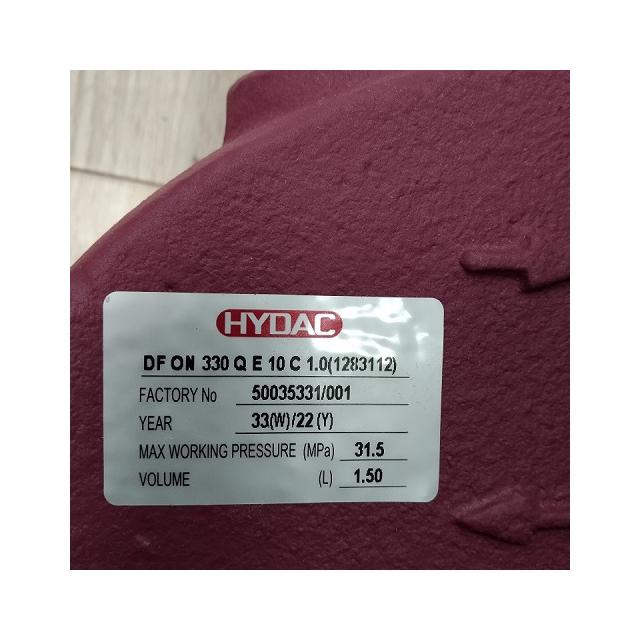 HYDAC
DF ON 330 Q E 10 C 1.0(1283112)
FACTORY No 50035331/001
YEAR 33(W)/22(Y)
MAX WORKING PRESSURE (MPa) 31.5
VOLUME (L) 1.50